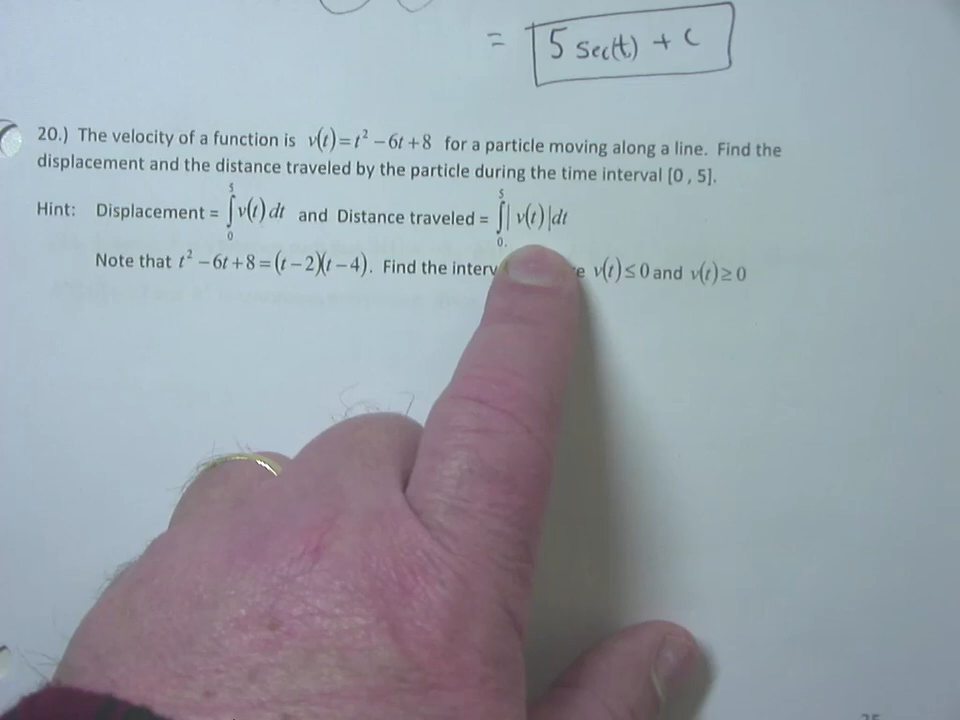 = 5 sec(t) + C
20.) The velocity of a function is v(t) = t² − 6t + 8 for a particle moving along a line. Find the
displacement and the distance traveled by the particle during the time interval [0 , 5].
Hint: Displacement = ∫₀⁵ v(t) dt and Distance traveled = ∫₀⁵ | v(t) | dt
Note that t² − 6t + 8 = (t − 2)(t − 4). Find the v(t) ≤ 0 and v(t) ≥ 0